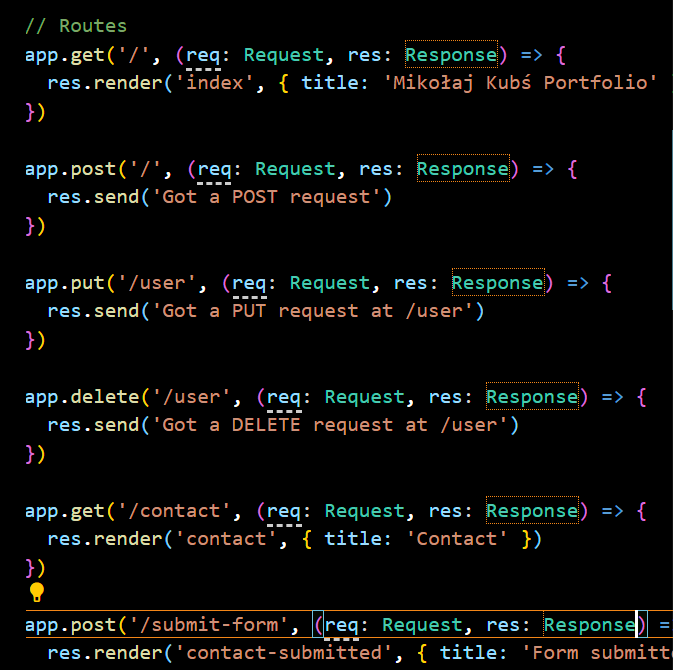 // Routes
app.get('/', (req: Request, res: Response) => {
  res.render('index', { title: 'Mikołaj Kubś Portfolio'
})
app.post('/', (req: Request, res: Response) => {
  res.send('Got a POST request')
})
app.put('/user', (req: Request, res: Response) => {
  res.send('Got a PUT request at /user')
})
app.delete('/user', (req: Request, res: Response) => {
  res.send('Got a DELETE request at /user')
})
app.get('/contact', (req: Request, res: Response) => {
  res.render('contact', { title: 'Contact' })
})
app.post('/submit-form', (req: Request, res: Response) =
  res.render('contact-submitted', { title: 'Form submitt